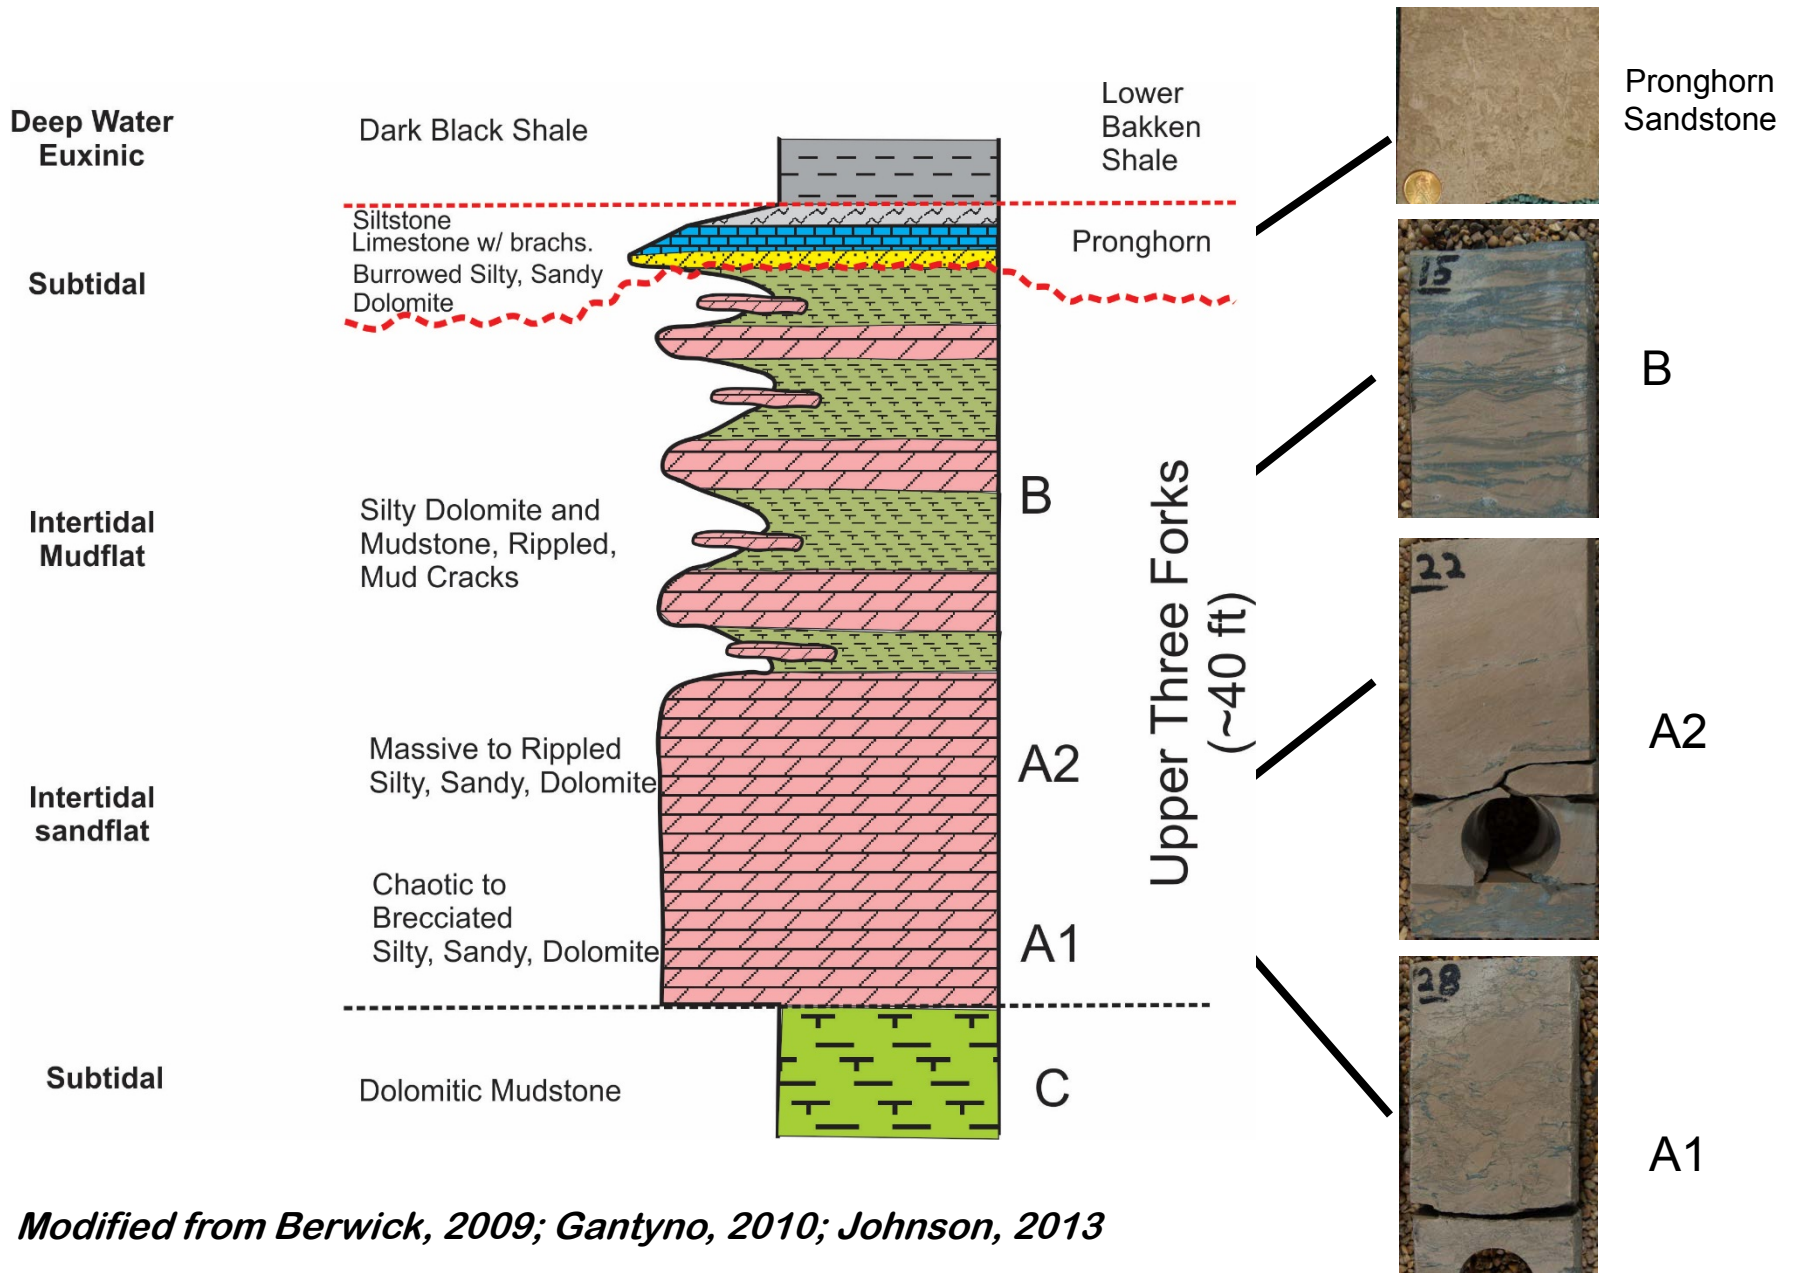 Deep Water
Euxinic
Dark Black Shale
Lower
Bakken
Shale
Pronghorn
Sandstone
Siltstone
Limestone w/ brachs.
Burrowed Silty, Sandy
Dolomite
Pronghorn
Subtidal
15
B
Intertidal
Mudflat
Silty Dolomite and
Mudstone, Rippled,
Mud Cracks
B
Upper Three Forks
(~40 ft)
22
A2
Intertidal
sandflat
Massive to Rippled
Silty, Sandy, Dolomite
A2
Chaotic to
Brecciated
Silty, Sandy, Dolomite
A1
28
A1
Subtidal
Dolomitic Mudstone
C
Modified from Berwick, 2009; Gantyno, 2010; Johnson, 2013